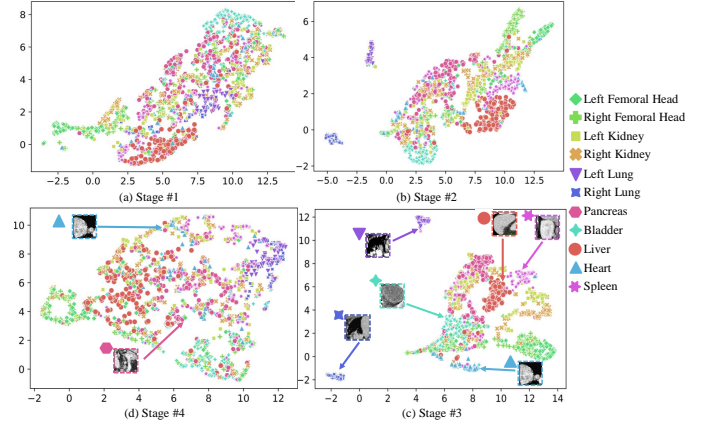 8
6
4
2
0
−2.5 0.0 2.5 5.0 7.5 10.0 12.5
(a) Stage #1
6
4
2
0
−2
−5.0 −2.5 0.0 2.5 5.0 7.5 10.0 12.5
(b) Stage #2
Left Femoral Head
Right Femoral Head
Left Kidney
Right Kidney
Left Lung
Right Lung
Pancreas
Bladder
Liver
Heart
Spleen
10
8
6
4
2
0
−2 0 2 4 6 8 10 12
(d) Stage #4
12
10
8
6
4
2
0
−2
−2 0 2 4 6 8 10 12 14
(c) Stage #3